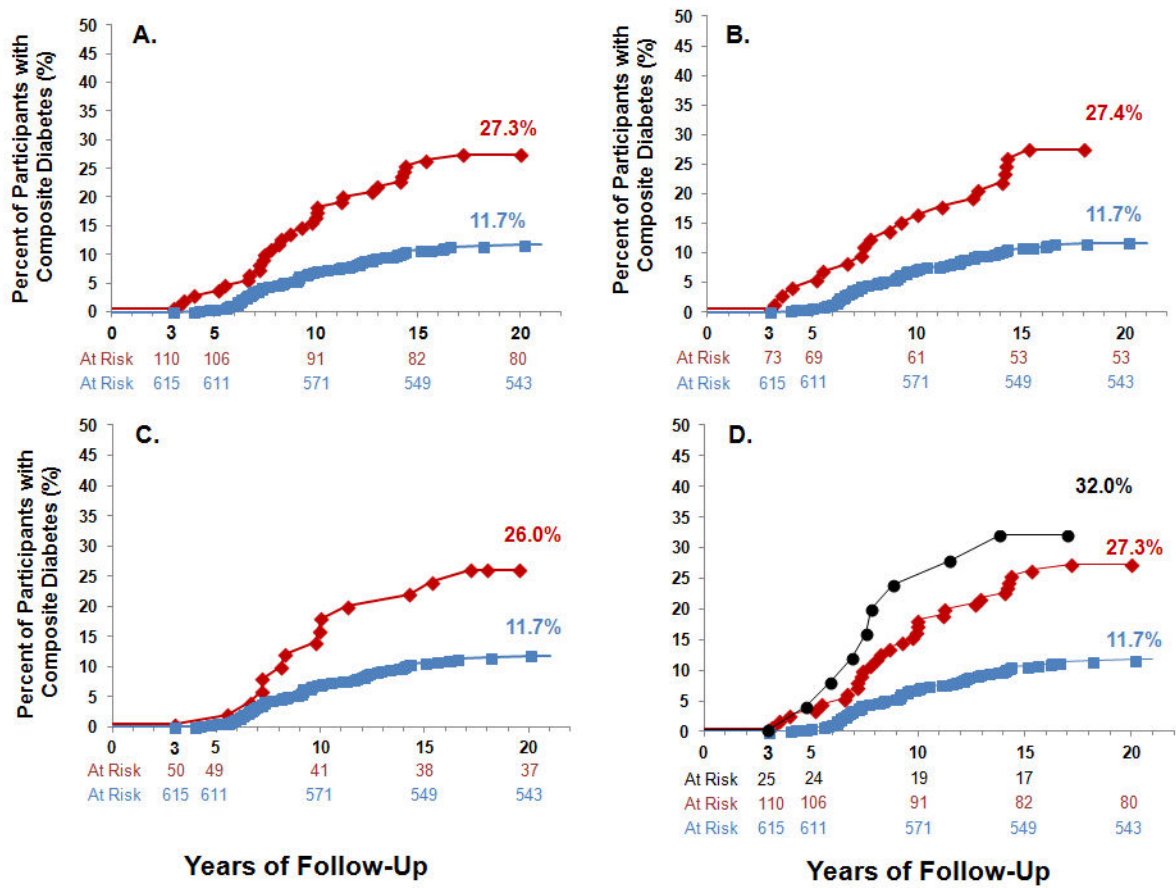 A.
Percent of Participants with
Composite Diabetes (%)
50
45
40
35
30
25
20
15
10
5
0
27.3%
11.7%
0 3 5 10 15 20
At Risk 110 106 91 82 80
At Risk 615 611 571 549 543
B.
Percent of Participants with
Composite Diabetes (%)
50
45
40
35
30
25
20
15
10
5
0
27.4%
11.7%
0 3 5 10 15 20
At Risk 73 69 61 53 53
At Risk 615 611 571 549 543
C.
Percent of Participants with
Composite Diabetes (%)
50
45
40
35
30
25
20
15
10
5
0
26.0%
11.7%
0 3 5 10 15 20
At Risk 50 49 41 38 37
At Risk 615 611 571 549 543
Years of Follow-Up
D.
50
45
40
35
30
25
20
15
10
5
0
32.0%
27.3%
11.7%
0 3 5 10 15 20
At Risk 25 24 19 17
At Risk 110 106 91 82 80
At Risk 615 611 571 549 543
Years of Follow-Up